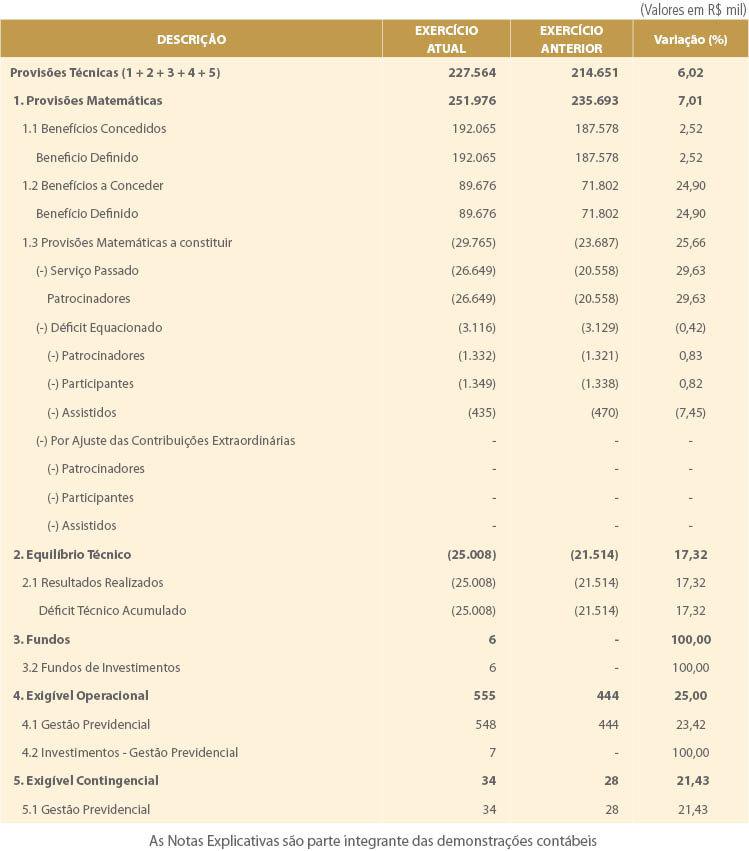 (Valores em R$ mil)
DESCRIÇÃO EXERCÍCIO ATUAL EXERCÍCIO ANTERIOR Variação (%)
Provisões Técnicas (1 + 2 + 3 + 4 + 5) 227.564 214.651 6,02
1. Provisões Matemáticas 251.976 235.693 7,01
1.1 Benefícios Concedidos 192.065 187.578 2,52
Beneficio Definido 192.065 187.578 2,52
1.2 Benefícios a Conceder 89.676 71.802 24,90
Benefício Definido 89.676 71.802 24,90
1.3 Provisões Matemáticas a constituir (29.765) (23.687) 25,66
(-) Serviço Passado (26.649) (20.558) 29,63
Patrocinadores (26.649) (20.558) 29,63
(-) Déficit Equacionado (3.116) (3.129) (0,42)
(-) Patrocinadores (1.332) (1.321) 0,83
(-) Participantes (1.349) (1.338) 0,82
(-) Assistidos (435) (470) (7,45)
(-) Por Ajuste das Contribuições Extraordinárias - - -
(-) Patrocinadores - - -
(-) Participantes - - -
(-) Assistidos - - -
2. Equilíbrio Técnico (25.008) (21.514) 17,32
2.1 Resultados Realizados (25.008) (21.514) 17,32
Déficit Técnico Acumulado (25.008) (21.514) 17,32
3. Fundos 6 - 100,00
3.2 Fundos de Investimentos 6 - 100,00
4. Exigível Operacional 555 444 25,00
4.1 Gestão Previdencial 548 444 23,42
4.2 Investimentos - Gestão Previdencial 7 - 100,00
5. Exigível Contingencial 34 28 21,43
5.1 Gestão Previdencial 34 28 21,43
As Notas Explicativas são parte integrante das demonstrações contábeis